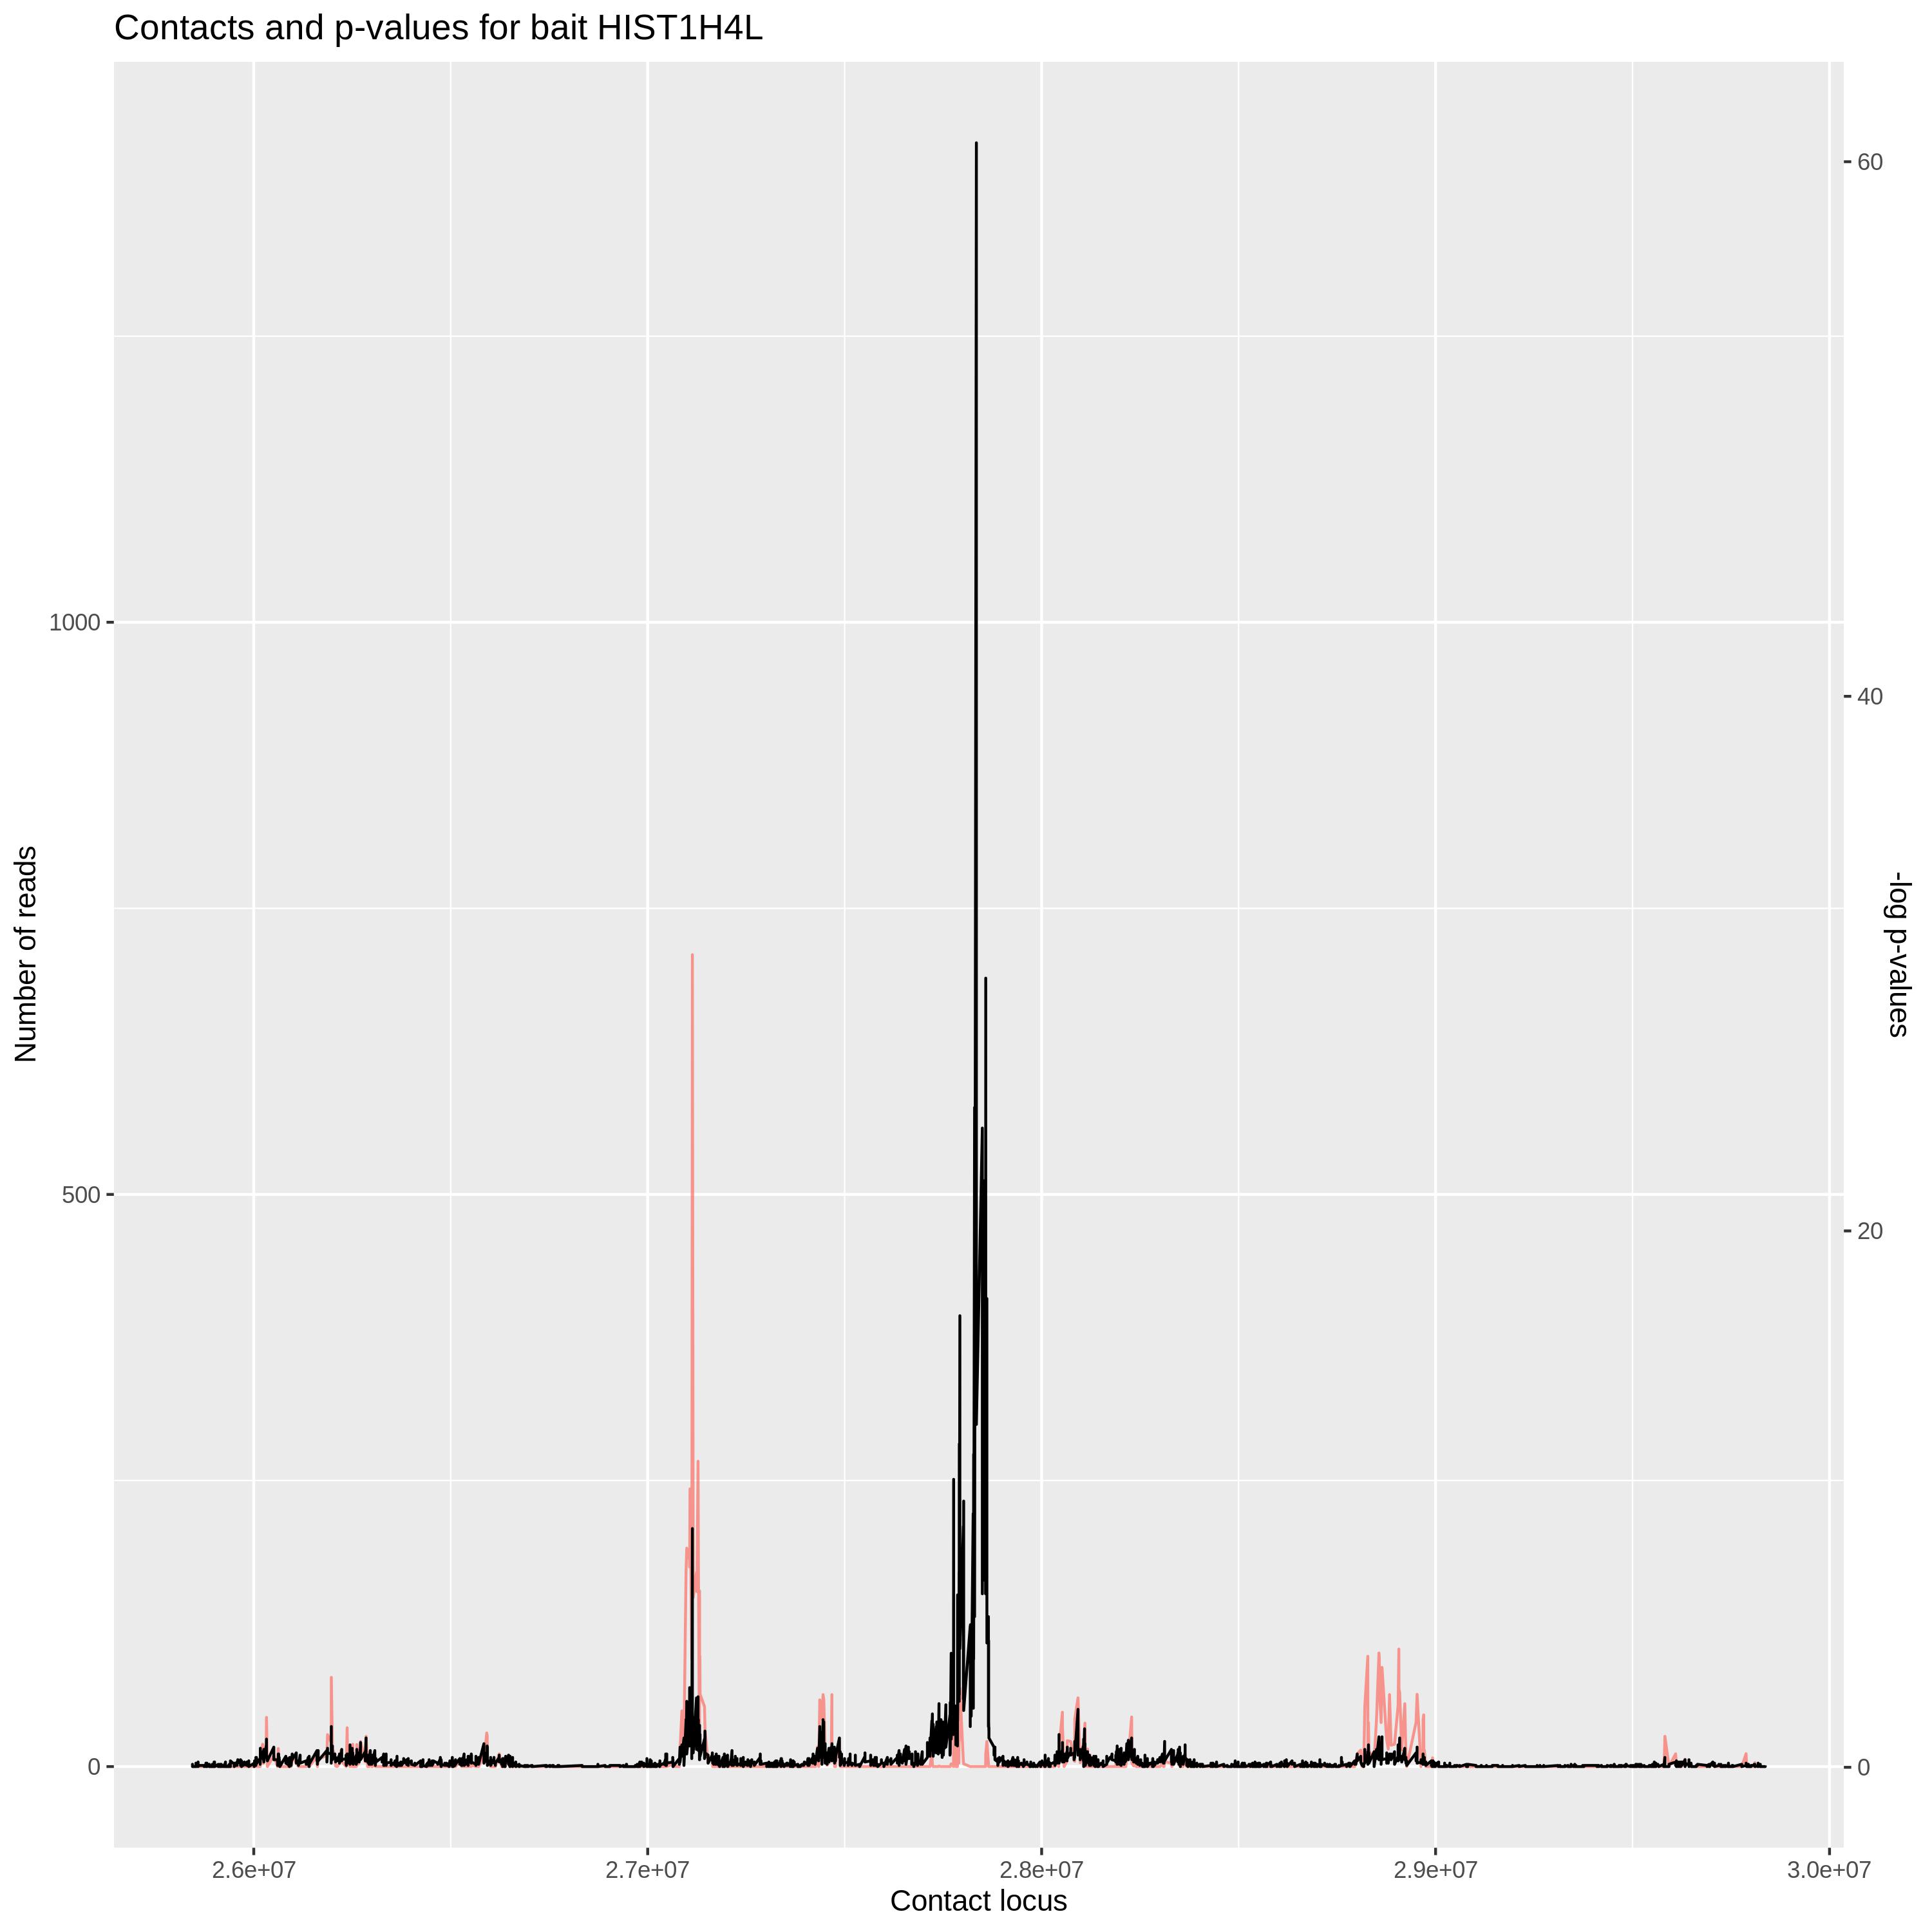 Contacts and p-values for bait HIST1H4L
60
1000
40
Number of reads
-log p-values
500
20
0
0
2.6e+07
2.7e+07
2.8e+07
2.9e+07
3.0e+07
Contact locus